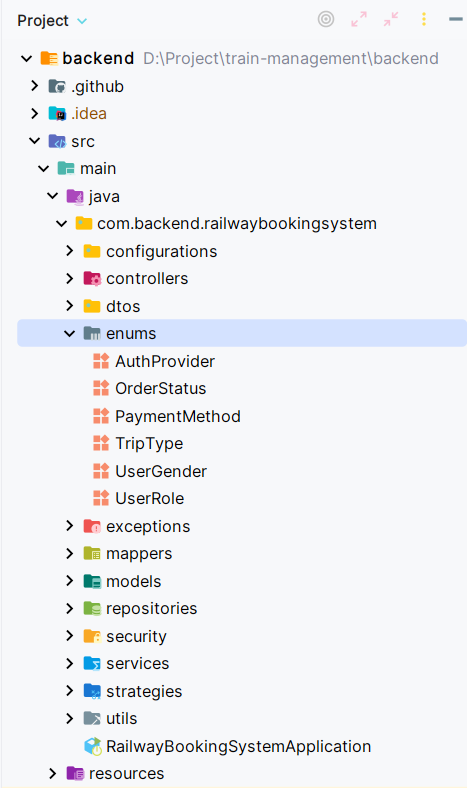 Project
backend D:\Project\train-management\backend
.github
.idea
src
main
java
com.backend.railwaybookingsystem
configurations
controllers
dtos
enums
AuthProvider
OrderStatus
PaymentMethod
TripType
UserGender
UserRole
exceptions
mappers
models
repositories
security
services
strategies
utils
RailwayBookingSystemApplication
resources